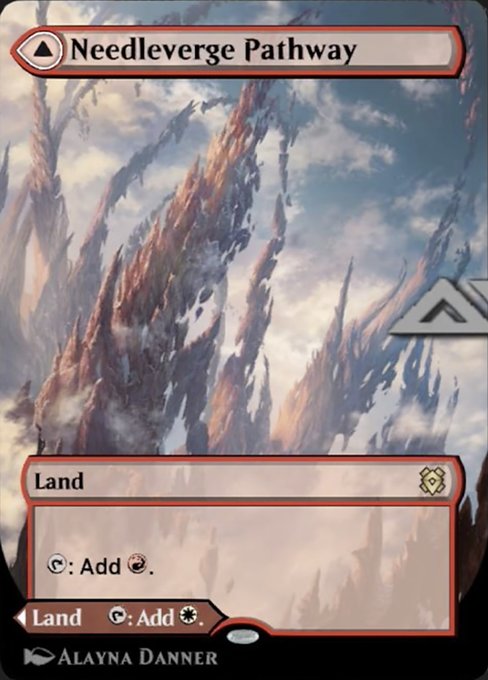 Needleverge Pathway
Land
: Add .
Land : Add .
Alayna Danner